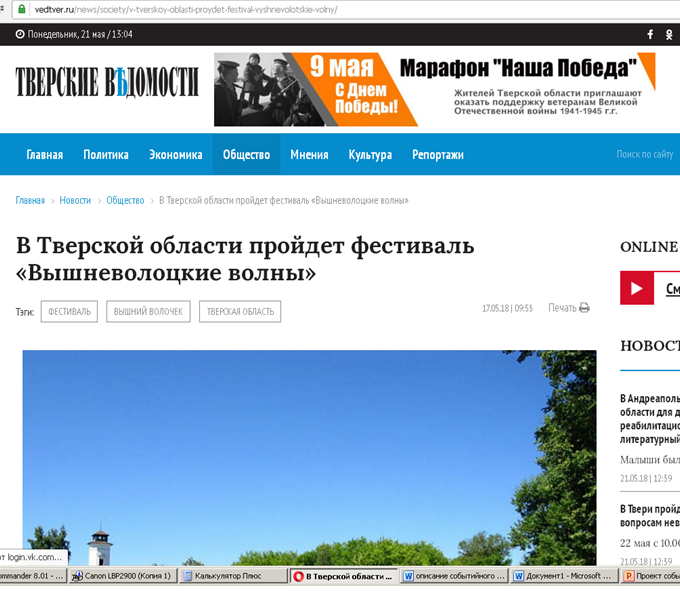 vedtver.ru/news/society/v-tverskoy-oblasti-proydet-festival-vyshnevolotskie-volny/
Понедельник, 21 мая / 13:04
ТВЕРСКИЕ ВѢДОМОСТИ
9 мая
С Днем
Победы!
Марафон "Наша Победа"
Жителей Тверской области приглашают
оказать поддержку ветеранам Великой
Отечественной войны 1941-1945 г.г.
Главная Политика Экономика Общество Мнения Культура Репортажи Поиск по сайту
Главная > Новости > Общество > В Тверской области пройдет фестиваль «Вышневолоцкие волны»
В Тверской области пройдет фестиваль
«Вышневолоцкие волны»
Тэги: ФЕСТИВАЛЬ ВЫШНИЙ ВОЛОЧЕК ТВЕРСКАЯ ОБЛАСТЬ
17.05.18 | 09:53 Печать
ONLINE
См
НОВОСТ
В Андреаполь
области для д
реабилитацио
литературный
Малыши был
21.05.18 | 12:59
В Твери пройд
вопросам нев
22 мая с 10.0
21.05.18 | 12:59
от login.vk.com...
ommander 8.01 - ... Canon LBP2900 (Копия 1) Калькулятор Плюс В Тверской области ... описание событийного ... Документ1 - Microsoft ... Проект собы